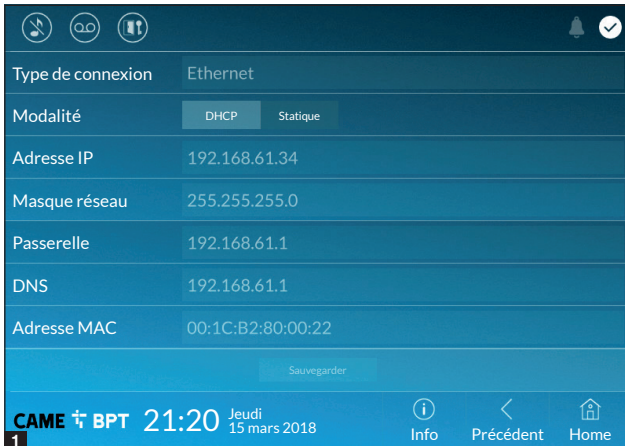 Type de connexion Ethernet
Modalité DHCP Statique
Adresse IP 192.168.61.34
Masque réseau 255.255.255.0
Passerelle 192.168.61.1
DNS 192.168.61.1
Adresse MAC 00:1C:B2:80:00:22
Sauvegarder
CAME BPT 21:20 Jeudi
15 mars 2018
Info Précédent Home
1